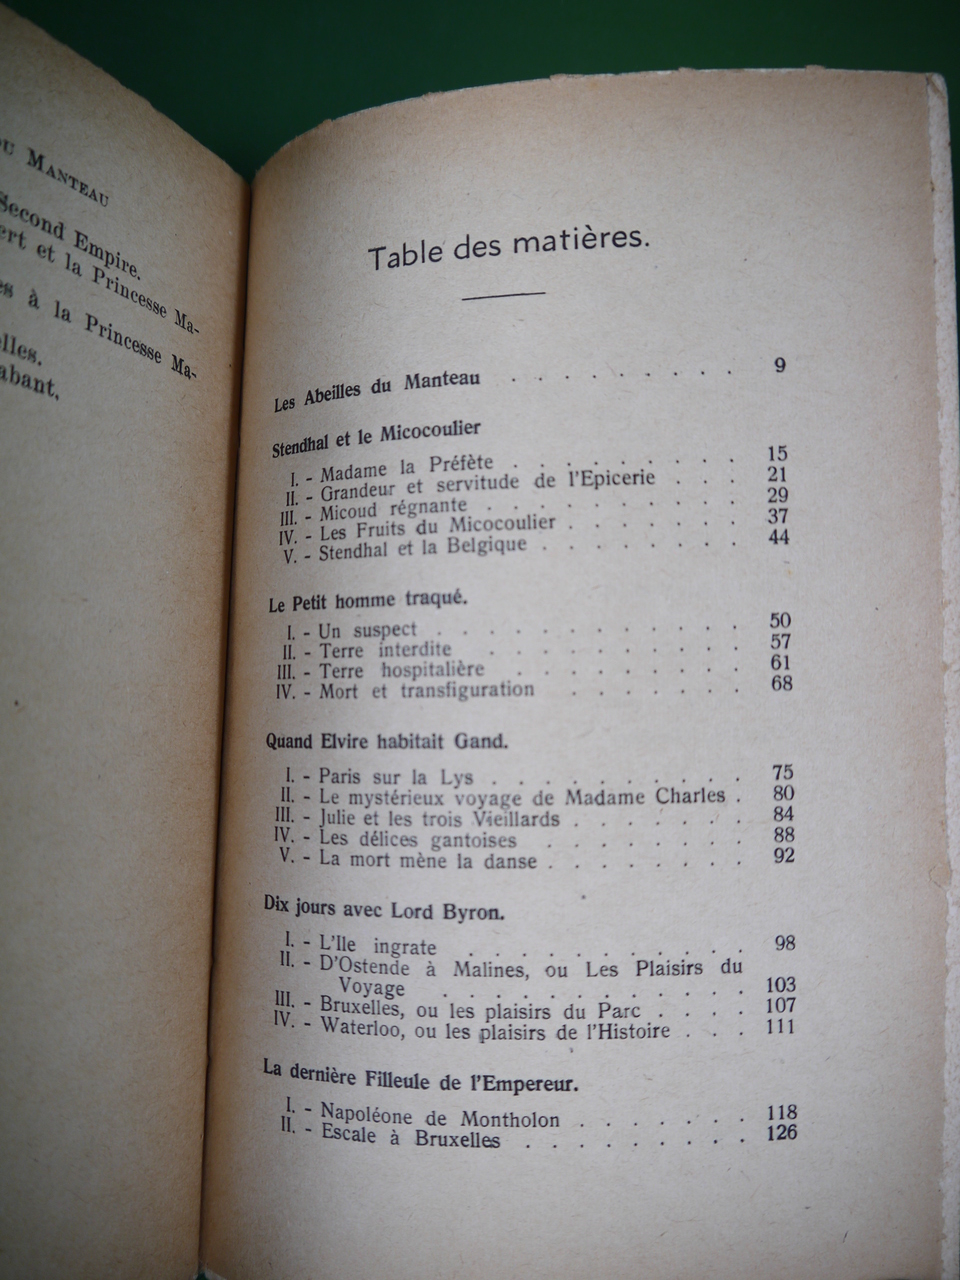 U MANTEAU
Second Empire.
ert et la Princesse Ma-
es à la Princesse Ma-
elles.
abant.
Table des matières.
Les Abeilles du Manteau . . . . . . . . . 9
Stendhal et le Micocoulier
I. - Madame la Préfète . . . . . . . . . 15
II. - Grandeur et servitude de l'Epicerie . . . 21
III. - Micoud régnante . . . . . . . . . . 29
IV. - Les Fruits du Micocoulier . . . . . . . 37
V. - Stendhal et la Belgique . . . . . . . . 44
Le Petit homme traqué.
I. - Un suspect . . . . . . . . . . . . 50
II. - Terre interdite . . . . . . . . . . 57
III. - Terre hospitalière . . . . . . . . . 61
IV. - Mort et transfiguration . . . . . . . 68
Quand Elvire habitait Gand.
I. - Paris sur la Lys . . . . . . . . . . 75
II. - Le mystérieux voyage de Madame Charles . 80
III. - Julie et les trois Vieillards . . . . . . . 84
IV. - Les délices gantoises . . . . . . . . 88
V. - La mort mène la danse . . . . . . . . 92
Dix jours avec Lord Byron.
I. - L'Ile ingrate . . . . . . . . . . . 98
II. - D'Ostende à Malines, ou Les Plaisirs du
Voyage . . . . . . . . . . . . 103
III. - Bruxelles, ou les plaisirs du Parc . . . . 107
IV. - Waterloo, ou les plaisirs de l'Histoire . . . 111
La dernière Filleule de l'Empereur.
I. - Napoléone de Montholon . . . . . . . 118
II. - Escale à Bruxelles . . . . . . . . . 126